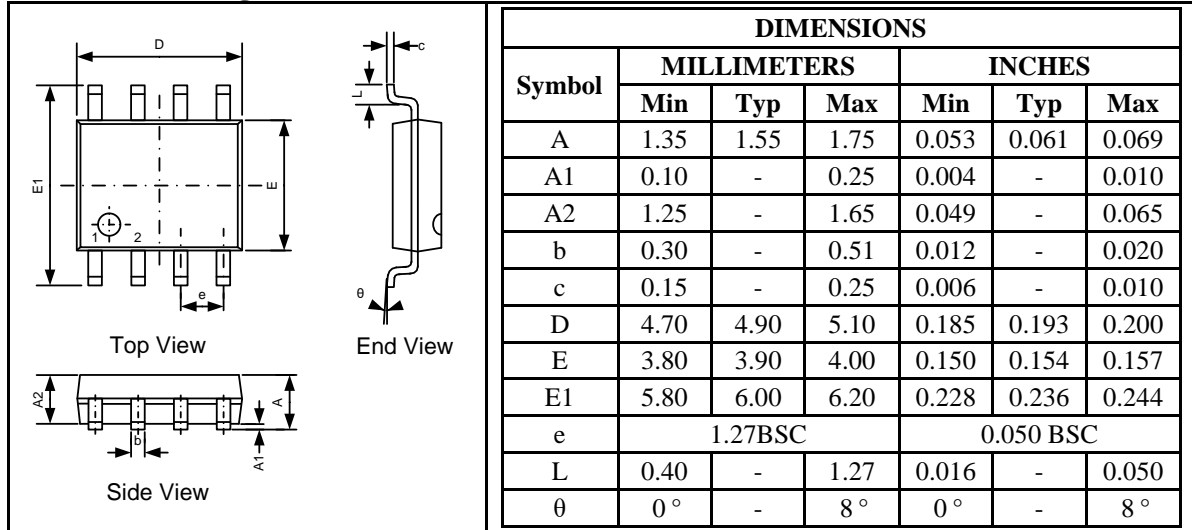 D
E1
E
1 2
e
Top View
c
L
θ
End View
A2
A
b
A1
Side View
DIMENSIONS
Symbol MILLIMETERS INCHES
Min Typ Max Min Typ Max
A 1.35 1.55 1.75 0.053 0.061 0.069
A1 0.10 - 0.25 0.004 - 0.010
A2 1.25 - 1.65 0.049 - 0.065
b 0.30 - 0.51 0.012 - 0.020
c 0.15 - 0.25 0.006 - 0.010
D 4.70 4.90 5.10 0.185 0.193 0.200
E 3.80 3.90 4.00 0.150 0.154 0.157
E1 5.80 6.00 6.20 0.228 0.236 0.244
e 1.27BSC 0.050 BSC
L 0.40 - 1.27 0.016 - 0.050
θ 0 ° - 8 ° 0 ° - 8 °